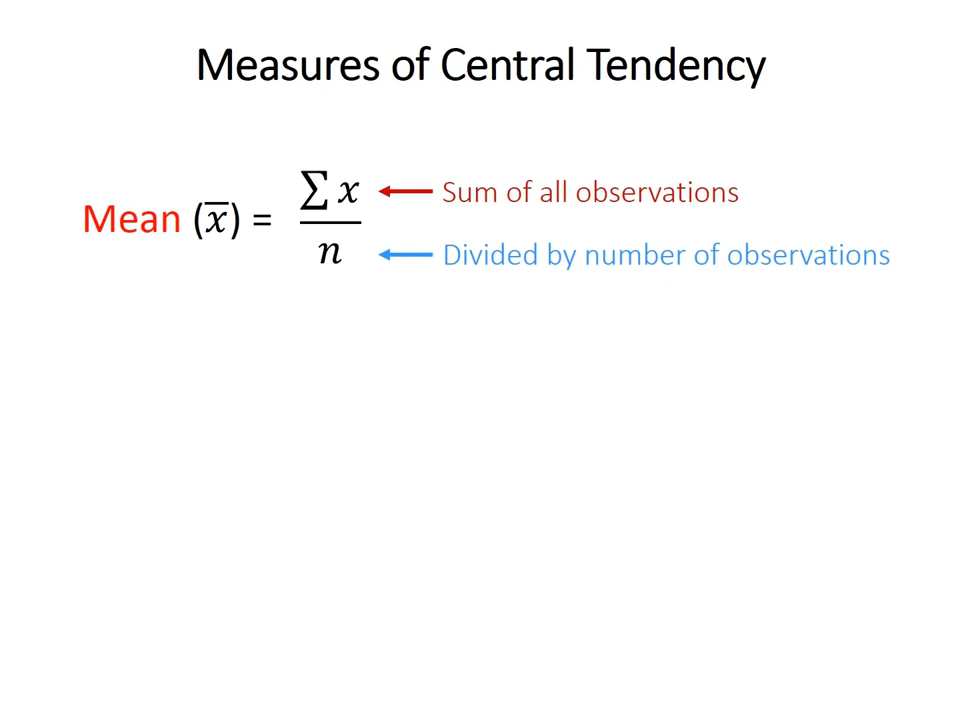 Measures of Central Tendency
Mean (x̅) = ∑ x / n
Sum of all observations
Divided by number of observations